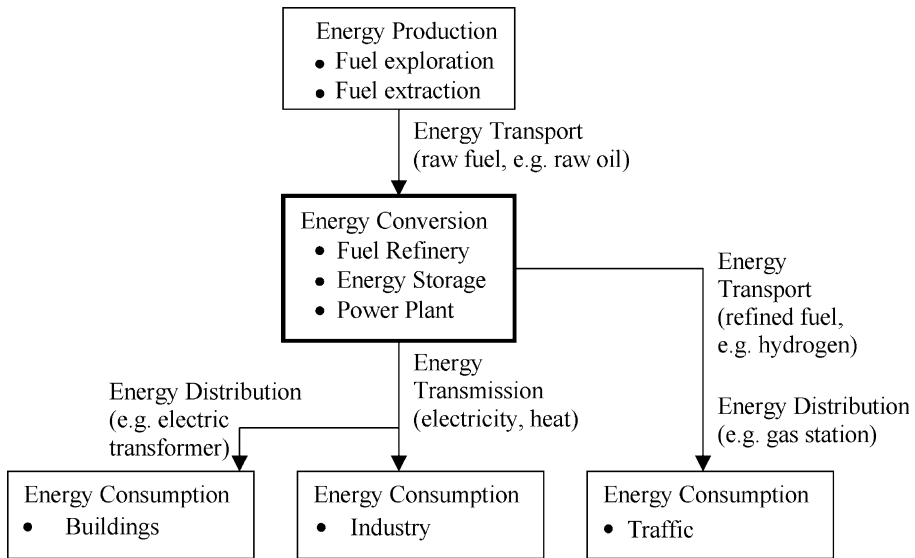 Energy Production
• Fuel exploration
• Fuel extraction
Energy Transport
(raw fuel, e.g. raw oil)
Energy Conversion
• Fuel Refinery
• Energy Storage
• Power Plant
Energy
Transport
(refined fuel,
e.g. hydrogen)
Energy
Transmission
(electricity, heat)
Energy Distribution
(e.g. electric
transformer)
Energy Distribution
(e.g. gas station)
Energy Consumption
• Buildings
Energy Consumption
• Industry
Energy Consumption
• Traffic